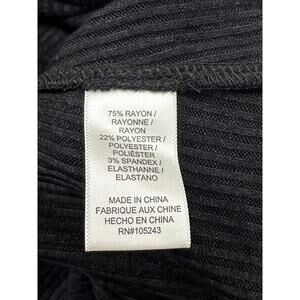 75% RAYON /
RAYONNE /
RAYON
22% POLYESTER /
POLYESTER /
POLIÉSTER
3% SPANDEX /
ELASTHANNE /
ELASTANO
MADE IN CHINA
FABRIQUE AUX CHINE
HECHO EN CHINA
RN#105243